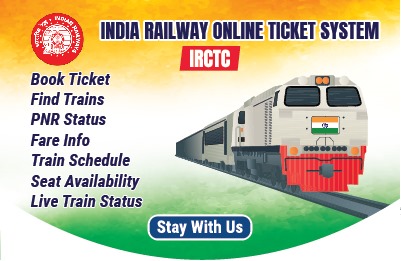 INDIA RAILWAY ONLINE TICKET SYSTEM
IRCTC
Book Ticket
Find Trains
PNR Status
Fare Info
Train Schedule
Seat Availability
Live Train Status
Stay With Us